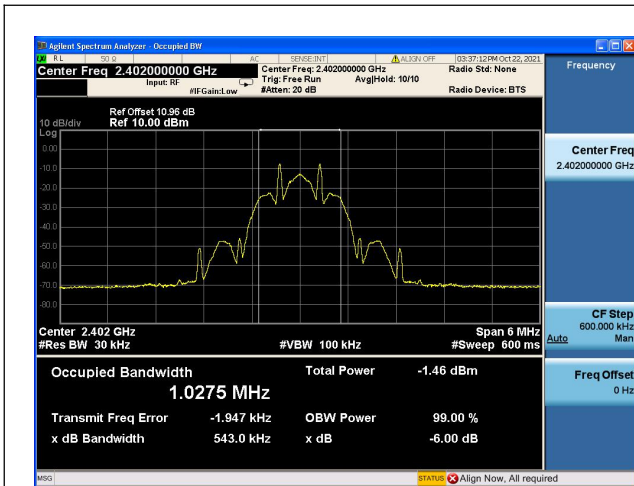 Agilent Spectrum Analyzer - Occupied BW
RL 50 Ω AC SENSE:INT ALIGN OFF 03:37:12PM Oct 22, 2021
Center Freq 2.402000000 GHz Center Freq: 2.402000000 GHz Radio Std: None
Input: RF Trig: Free Run Avg|Hold: 10/10
#IFGain:Low #Atten: 20 dB Radio Device: BTS
Frequency
Ref Offset 10.96 dB
10 dB/div Ref 10.00 dBm
Log
0.00
-10.0
-20.0
-30.0
-40.0
-50.0
-60.0
-70.0
-80.0
Center Freq
2.402000000 GHz
Center 2.402 GHz Span 6 MHz
#Res BW 30 kHz #VBW 100 kHz #Sweep 600 ms
CF Step
600.000 kHz
Auto Man
Occupied Bandwidth Total Power -1.46 dBm
1.0275 MHz
Transmit Freq Error -1.947 kHz OBW Power 99.00 %
x dB Bandwidth 543.0 kHz x dB -6.00 dB
Freq Offset
0 Hz
MSG STATUS Align Now, All required